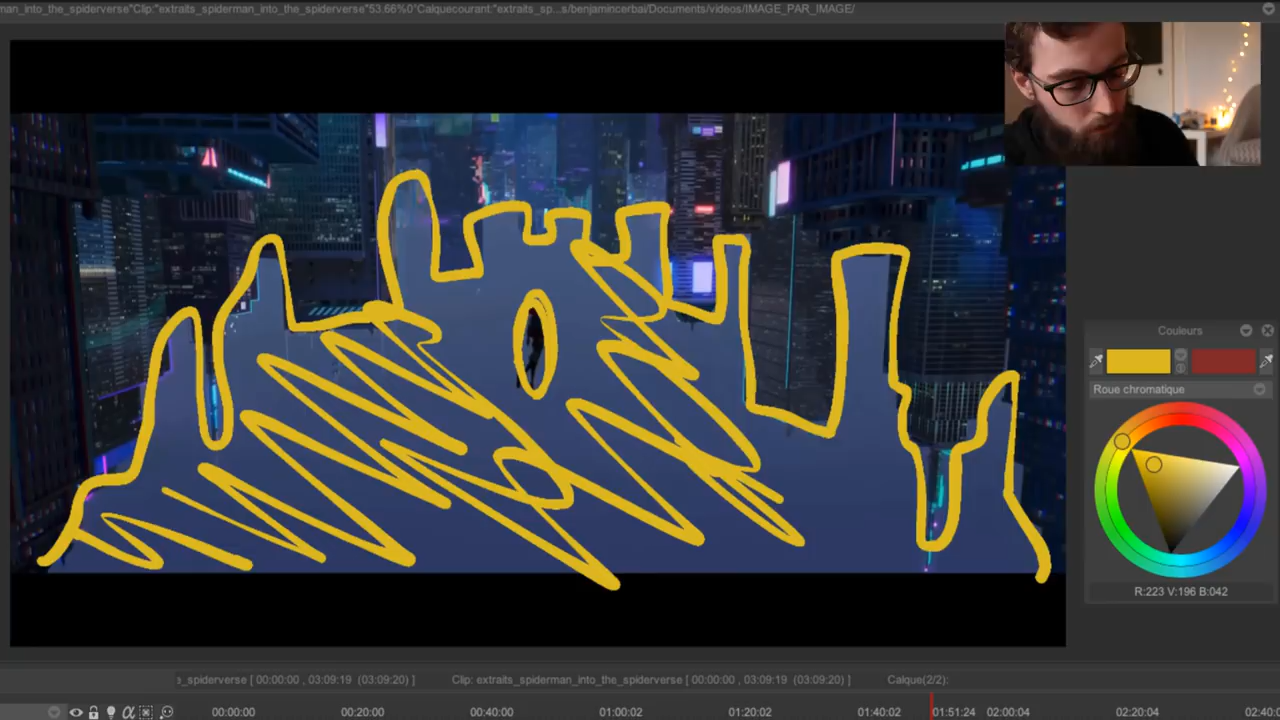 man_into_the_spiderverse"Clip:"extraits_spiderman_into_the_spiderverse"53.66%0"Calquecourant:"extraits_sp...s/benjamincerbai/Documents/videos/IMAGE_PAR_IMAGE/
Couleurs
Roue chromatique
R:223 V:196 B:042
_spiderverse [ 00:00:00 , 03:09:19 (03:09:20) ] Clip: extraits_spiderman_into_the_spiderverse [ 00:00:00 , 03:09:19 (03:09:20) ] Calque(2/2):
00:00:00 00:20:00 00:40:00 01:00:02 01:20:02 01:40:02 01:51:24 02:00:04 02:20:04 02:40:0